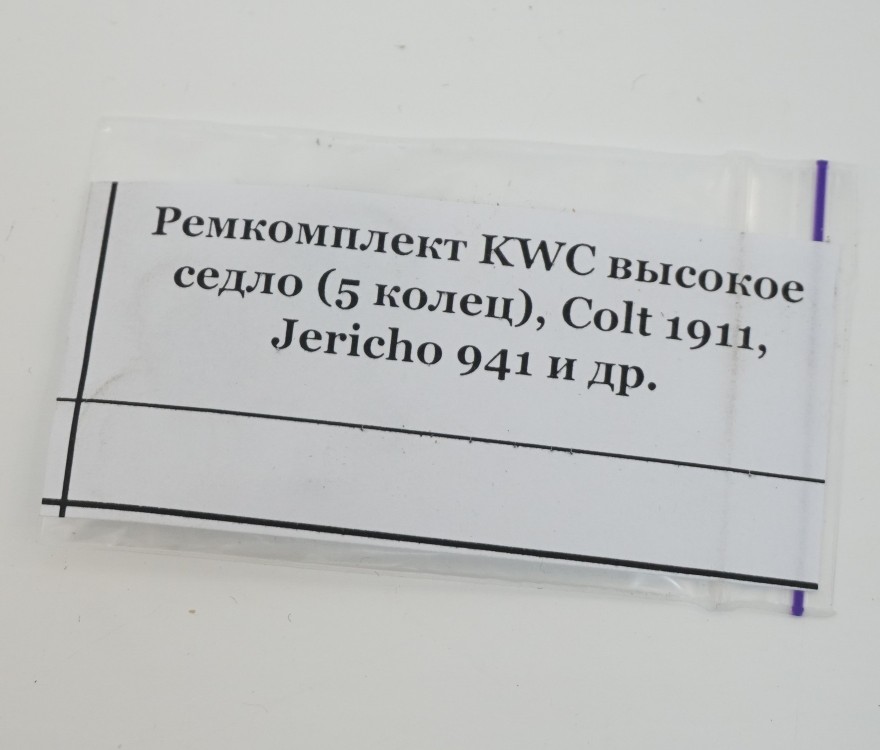 Ремкомплект KWC высокое
седло (5 колец), Colt 1911,
Jericho 941 и др.